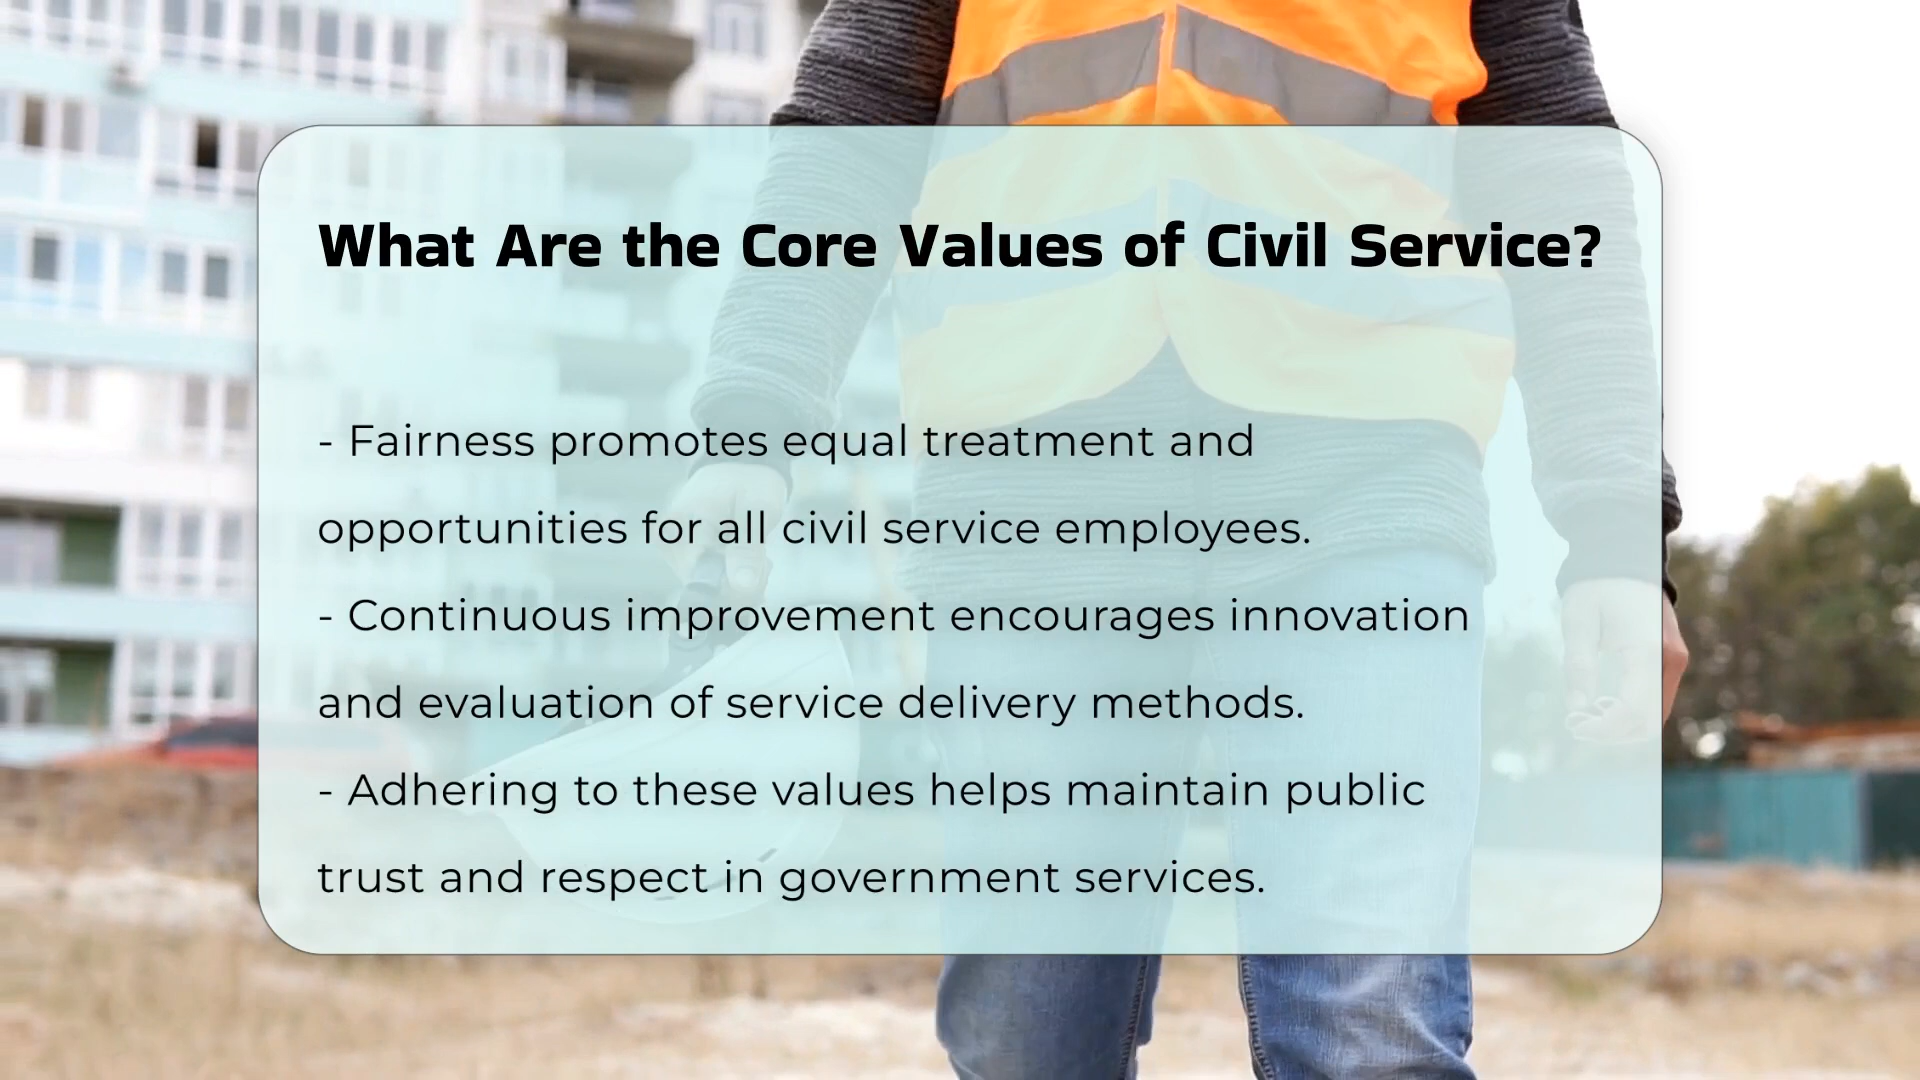 What Are the Core Values of Civil Service?
- Fairness promotes equal treatment and
opportunities for all civil service employees.
- Continuous improvement encourages innovation
and evaluation of service delivery methods.
- Adhering to these values helps maintain public
trust and respect in government services.